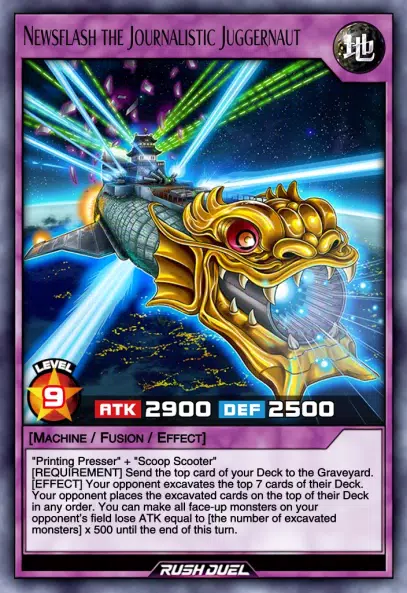 NEWSFLASH THE JOURNALISTIC JUGGERNAUT
地
LEVEL
9
ATK 2900 DEF 2500
[MACHINE / FUSION / EFFECT]
"Printing Presser" + "Scoop Scooter"
[REQUIREMENT] Send the top card of your Deck to the Graveyard.
[EFFECT] Your opponent excavates the top 7 cards of their Deck.
Your opponent places the excavated cards on the top of their Deck
in any order. You can make all face-up monsters on your
opponent's field lose ATK equal to [the number of excavated
monsters] x 500 until the end of this turn.
RUSH DUEL